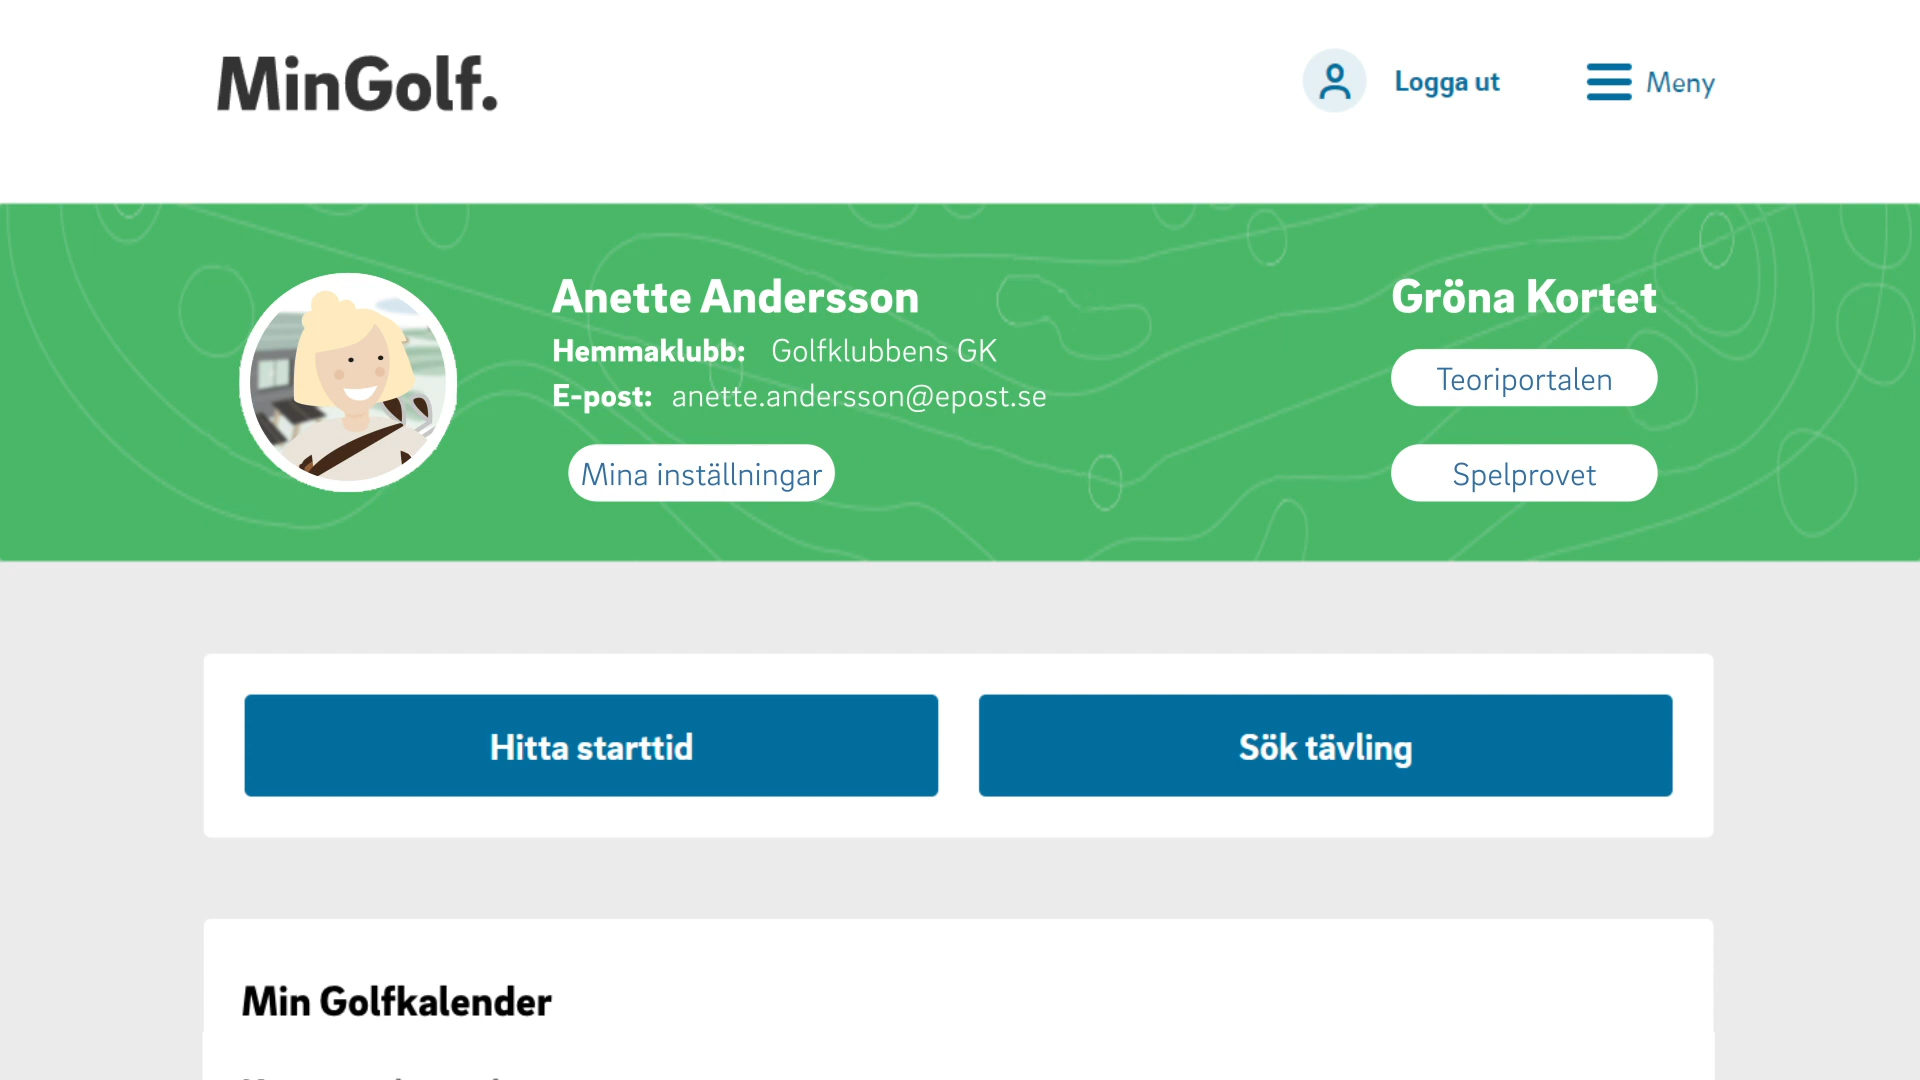 MinGolf.
Logga ut
Meny
Anette Andersson
Hemmaklubb: Golfklubbens GK
E-post: anette.andersson@epost.se
Mina inställningar
Gröna Kortet
Teoriportalen
Spelprovet
Hitta starttid
Sök tävling
Min Golfkalender